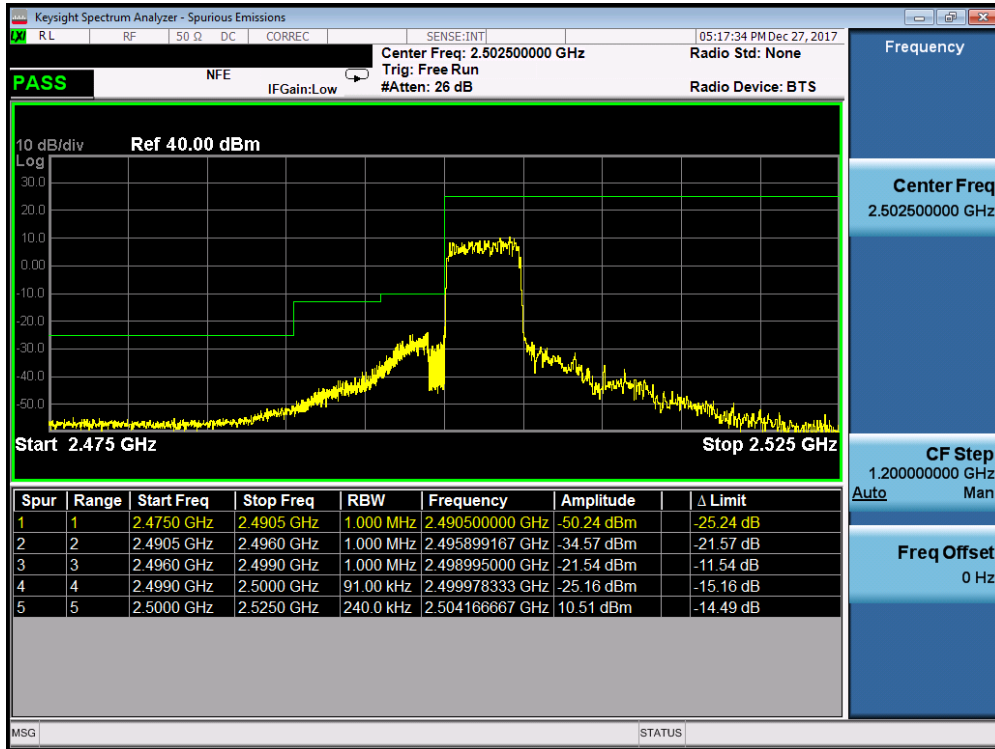 Keysight Spectrum Analyzer - Spurious Emissions
LXI RL RF 50 Ω DC CORREC SENSE:INT 05:17:34 PM Dec 27, 2017
Center Freq: 2.502500000 GHz Radio Std: None
PASS NFE Trig: Free Run
IFGain:Low #Atten: 26 dB Radio Device: BTS
10 dB/div Ref 40.00 dBm
Log
30.0
20.0
10.0
0.00
-10.0
-20.0
-30.0
-40.0
-50.0
Start 2.475 GHz Stop 2.525 GHz
Spur Range Start Freq Stop Freq RBW Frequency Amplitude Δ Limit
1 1 2.4750 GHz 2.4905 GHz 1.000 MHz 2.490500000 GHz -50.24 dBm -25.24 dB
2 2 2.4905 GHz 2.4960 GHz 1.000 MHz 2.495899167 GHz -34.57 dBm -21.57 dB
3 3 2.4960 GHz 2.4990 GHz 1.000 MHz 2.498995000 GHz -21.54 dBm -11.54 dB
4 4 2.4990 GHz 2.5000 GHz 91.00 kHz 2.499978333 GHz -25.16 dBm -15.16 dB
5 5 2.5000 GHz 2.5250 GHz 240.0 kHz 2.504166667 GHz 10.51 dBm -14.49 dB
MSG STATUS
Frequency
Center Freq
2.502500000 GHz
CF Step
1.200000000 GHz
Auto Man
Freq Offset
0 Hz